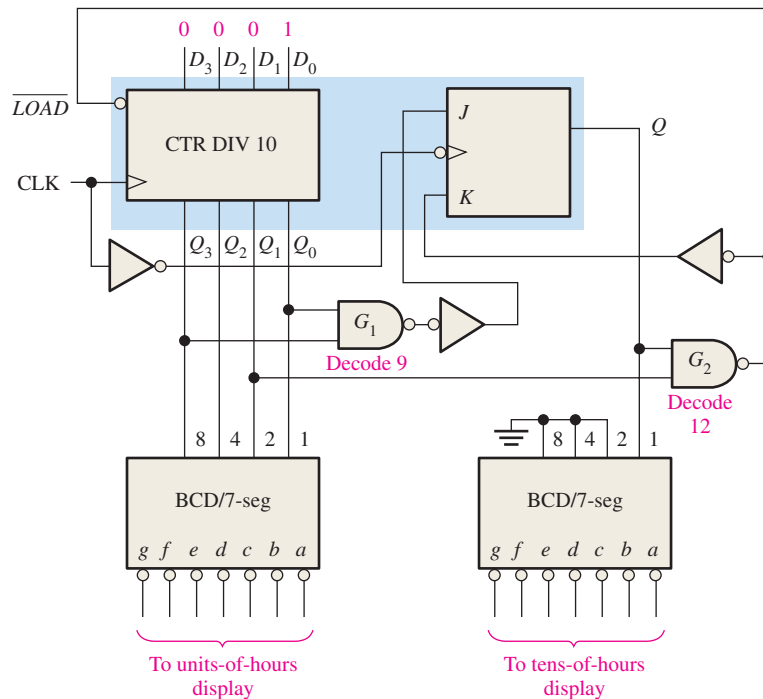 0 0 0 1
D3 D2 D1 D0
LOAD
CTR DIV 10
CLK
J
K
Q
Q3 Q2 Q1 Q0
G1
Decode 9
G2
Decode
12
8 4 2 1
BCD/7-seg
g f e d c b a
To units-of-hours
display
8 4 2 1
BCD/7-seg
g f e d c b a
To tens-of-hours
display